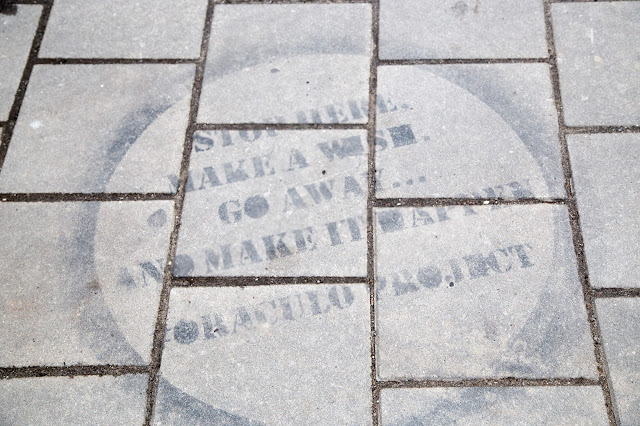 STOP HERE.
MAKE A WISH.
GO AWAY...
AND MAKE IT HAPPEN
-ORACULO PROJECT